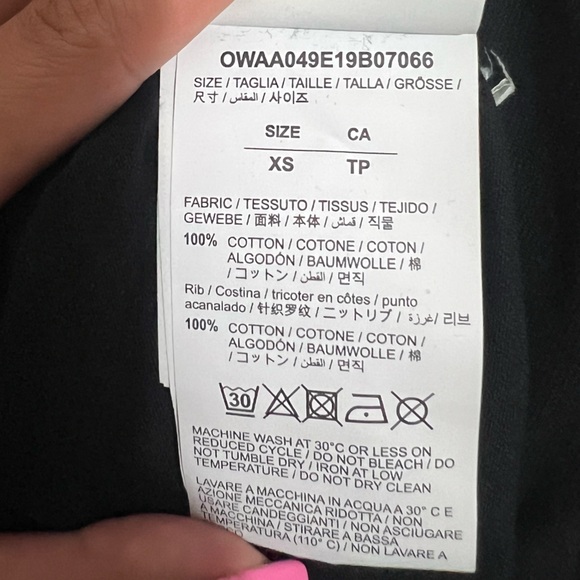 OWAA049E19B07066
SIZE / TAGLIA / TAILLE / TALLA / GRÖSSE /
尺寸 / المقاس / 사이즈
SIZE CA
XS TP
FABRIC / TESSUTO / TISSUS / TEJIDO /
GEWEBE / 面料 / 本体 / قماش / 직물
100% COTTON / COTONE / COTON /
ALGODÓN / BAUMWOLLE / 棉
/ コットン / القطن / 면직
Rib / Costina / tricoter en côtes / punto
acanalado / 针织罗纹 / ニットリブ / غرزة / 리브
100% COTTON / COTONE / COTON /
ALGODÓN / BAUMWOLLE / 棉
/ コットン / القطن / 면직
30
MACHINE WASH AT 30°C OR LESS ON
REDUCED CYCLE / DO NOT BLEACH / DO
NOT TUMBLE DRY / IRON AT LOW
TEMPERATURE / DO NOT DRY CLEAN
LAVARE A MACCHINA IN ACQUA A 30° C E
AZIONE MECCANICA RIDOTTA / NON
USARE CANDEGGIANTI / NON ASCIUGARE
A MACCHINA / STIRARE A BASSA
TEMPERATURA (110° C) / NON LAVARE A